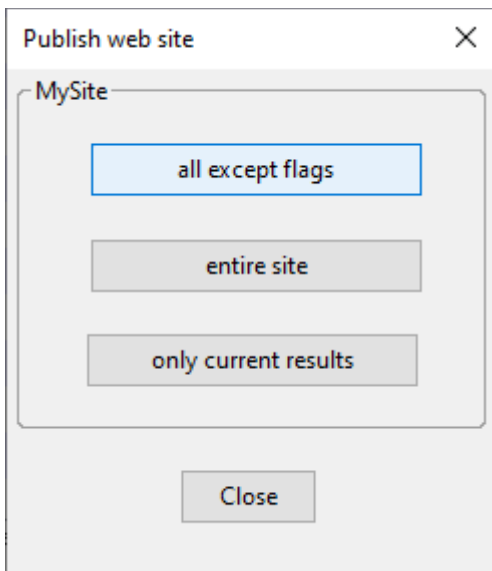 Publish web site
MySite
all except flags
entire site
only current results
Close